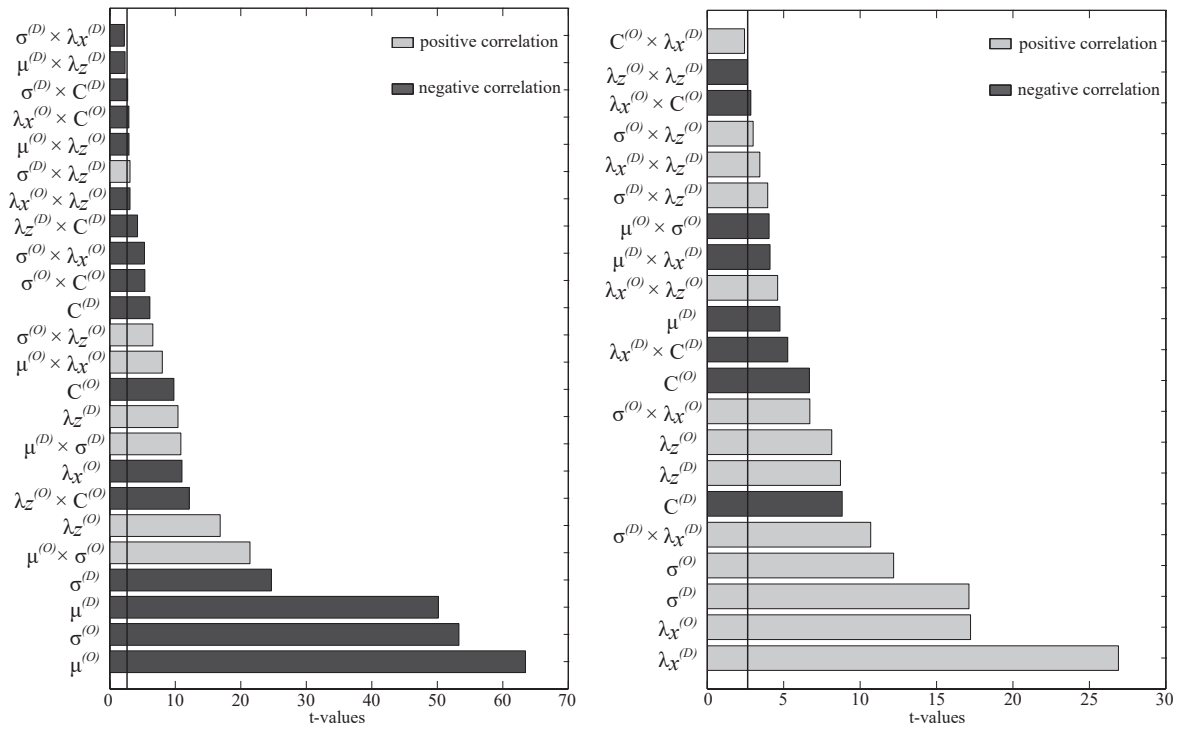 σ(D) × λx(D)
μ(D) × λz(D)
σ(D) × C(D)
λx(O) × C(O)
μ(O) × λz(O)
σ(D) × λz(D)
λx(O) × λz(O)
λz(D) × C(D)
σ(O) × λx(O)
σ(O) × C(O)
C(D)
σ(O) × λz(O)
μ(O) × λx(O)
C(O)
λz(D)
μ(D) × σ(D)
λx(O)
λz(O) × C(O)
λz(O)
μ(O) × σ(O)
σ(D)
μ(D)
σ(O)
μ(O)
positive correlation
negative correlation
0 10 20 30 40 50 60 70
t-values
C(O) × λx(D)
λz(O) × λz(D)
λx(O) × C(O)
σ(O) × λz(O)
λx(D) × λz(D)
σ(D) × λz(D)
μ(O) × σ(O)
μ(D) × λx(D)
λx(O) × λz(O)
μ(D)
λx(D) × C(D)
C(O)
σ(O) × λx(O)
λz(O)
λz(D)
C(D)
σ(D) × λx(D)
σ(O)
σ(D)
λx(O)
λx(D)
positive correlation
negative correlation
0 5 10 15 20 25 30
t-values